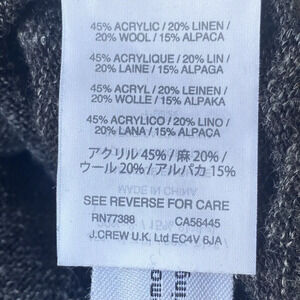 45% ACRYLIC / 20% LINEN /
20% WOOL / 15% ALPACA
45% ACRYLIQUE / 20% LIN /
20% LAINE / 15% ALPAGA
45% ACRYL / 20% LEINEN /
20% WOLLE / 15% ALPAKA
45% ACRYLICO / 20% LINO /
20% LANA / 15% ALPACA
アクリル 45% / 麻 20% /
ウール 20% / アルパカ 15%
MADE IN CHINA
SEE REVERSE FOR CARE
RN77388 CA56445
J.CREW U.K. Ltd EC4V 6JA